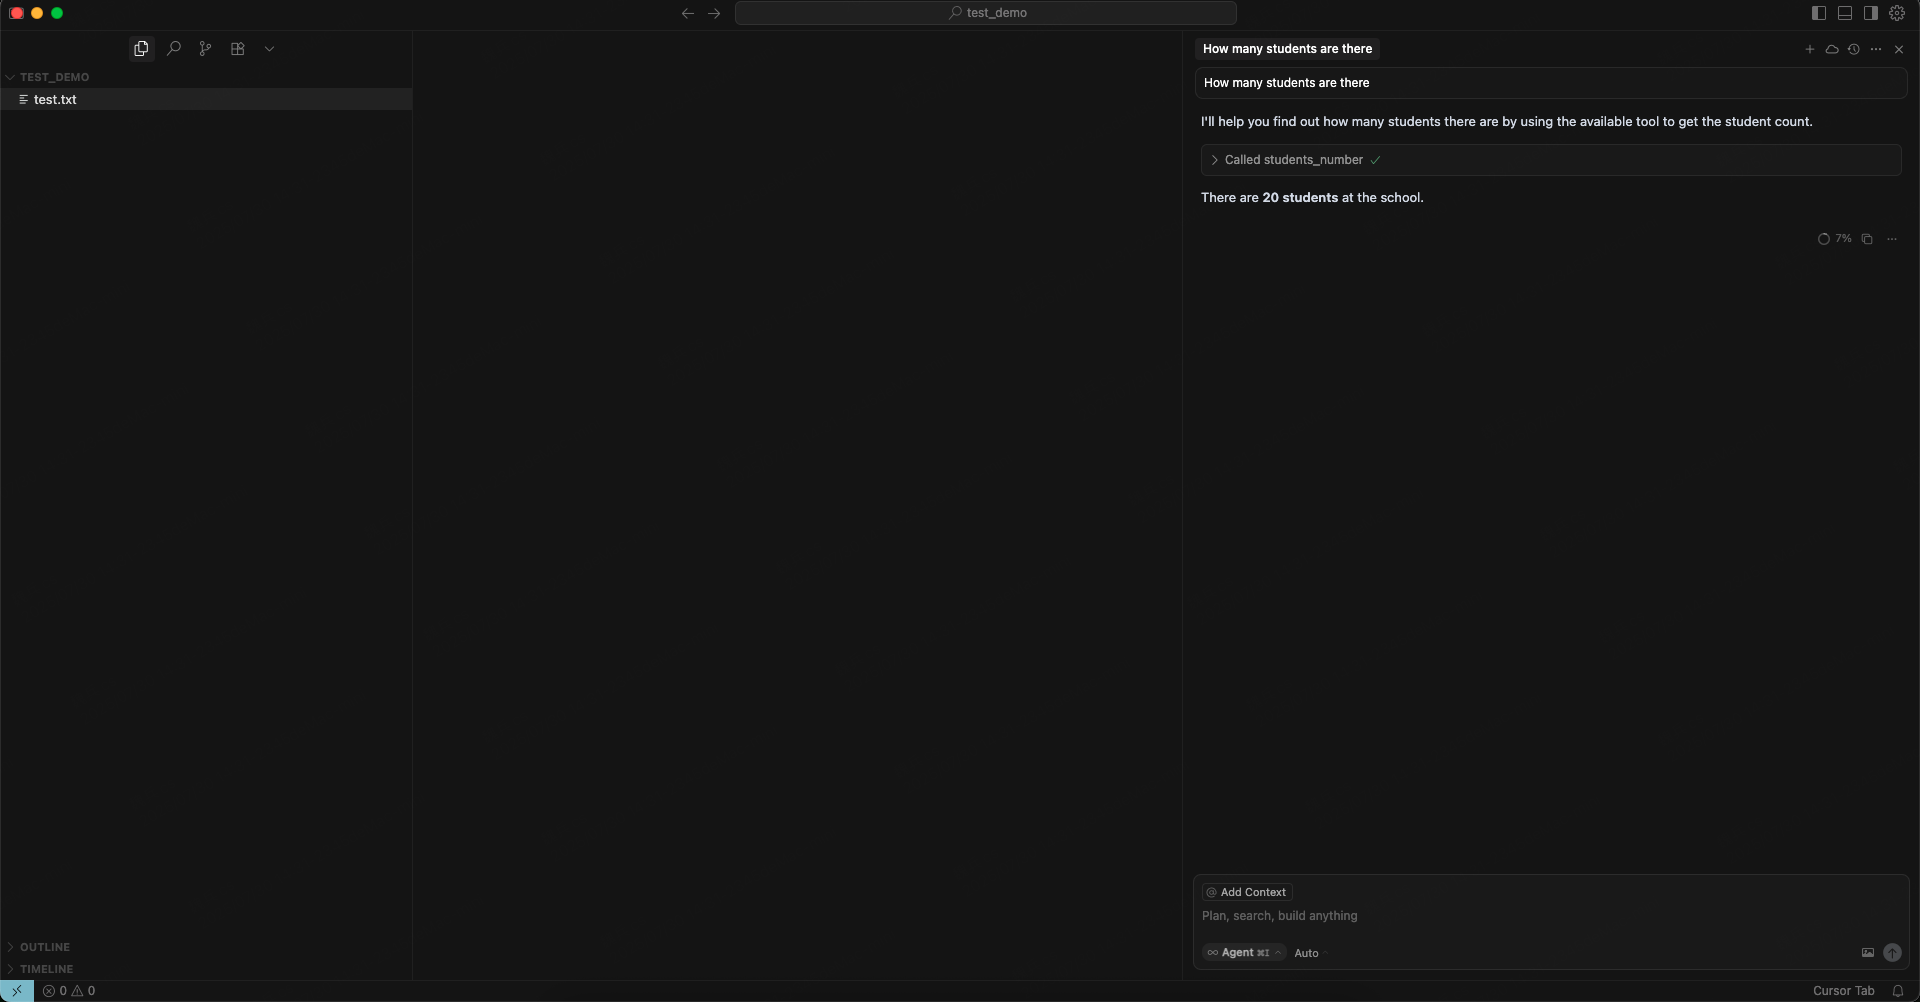 test_demo
TEST_DEMO
test.txt
OUTLINE
TIMELINE
0 0
How many students are there
How many students are there
I'll help you find out how many students there are by using the available tool to get the student count.
Called students_number
There are 20 students at the school.
7%
@ Add Context
Plan, search, build anything
Agent ⌘I Auto
Cursor Tab